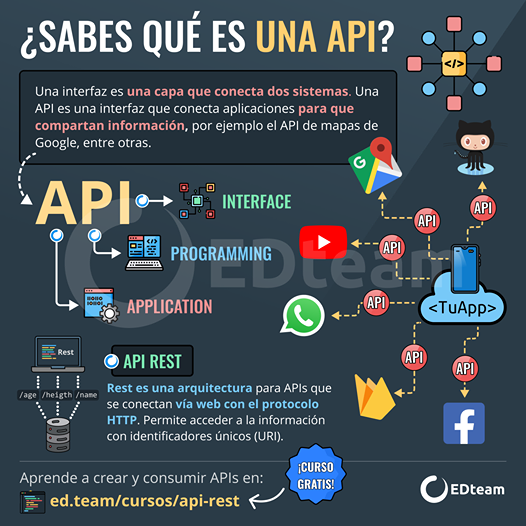 ¿SABES QUÉ ES UNA API?
</>
Una interfaz es una capa que conecta dos sistemas. Una
API es una interfaz que conecta aplicaciones para que
compartan información, por ejemplo el API de mapas de
Google, entre otras.
API
INTERFACE
PROGRAMMING
APPLICATION
EDteam
API
API
API
API
API
API
<TuApp>
Rest
/age /heigth /name
API REST
Rest es una arquitectura para APIs que
se conectan vía web con el protocolo
HTTP. Permite acceder a la información
con identificadores únicos (URI).
Aprende a crear y consumir APIs en:
ed.team/cursos/api-rest
¡CURSO
GRATIS!
EDteam